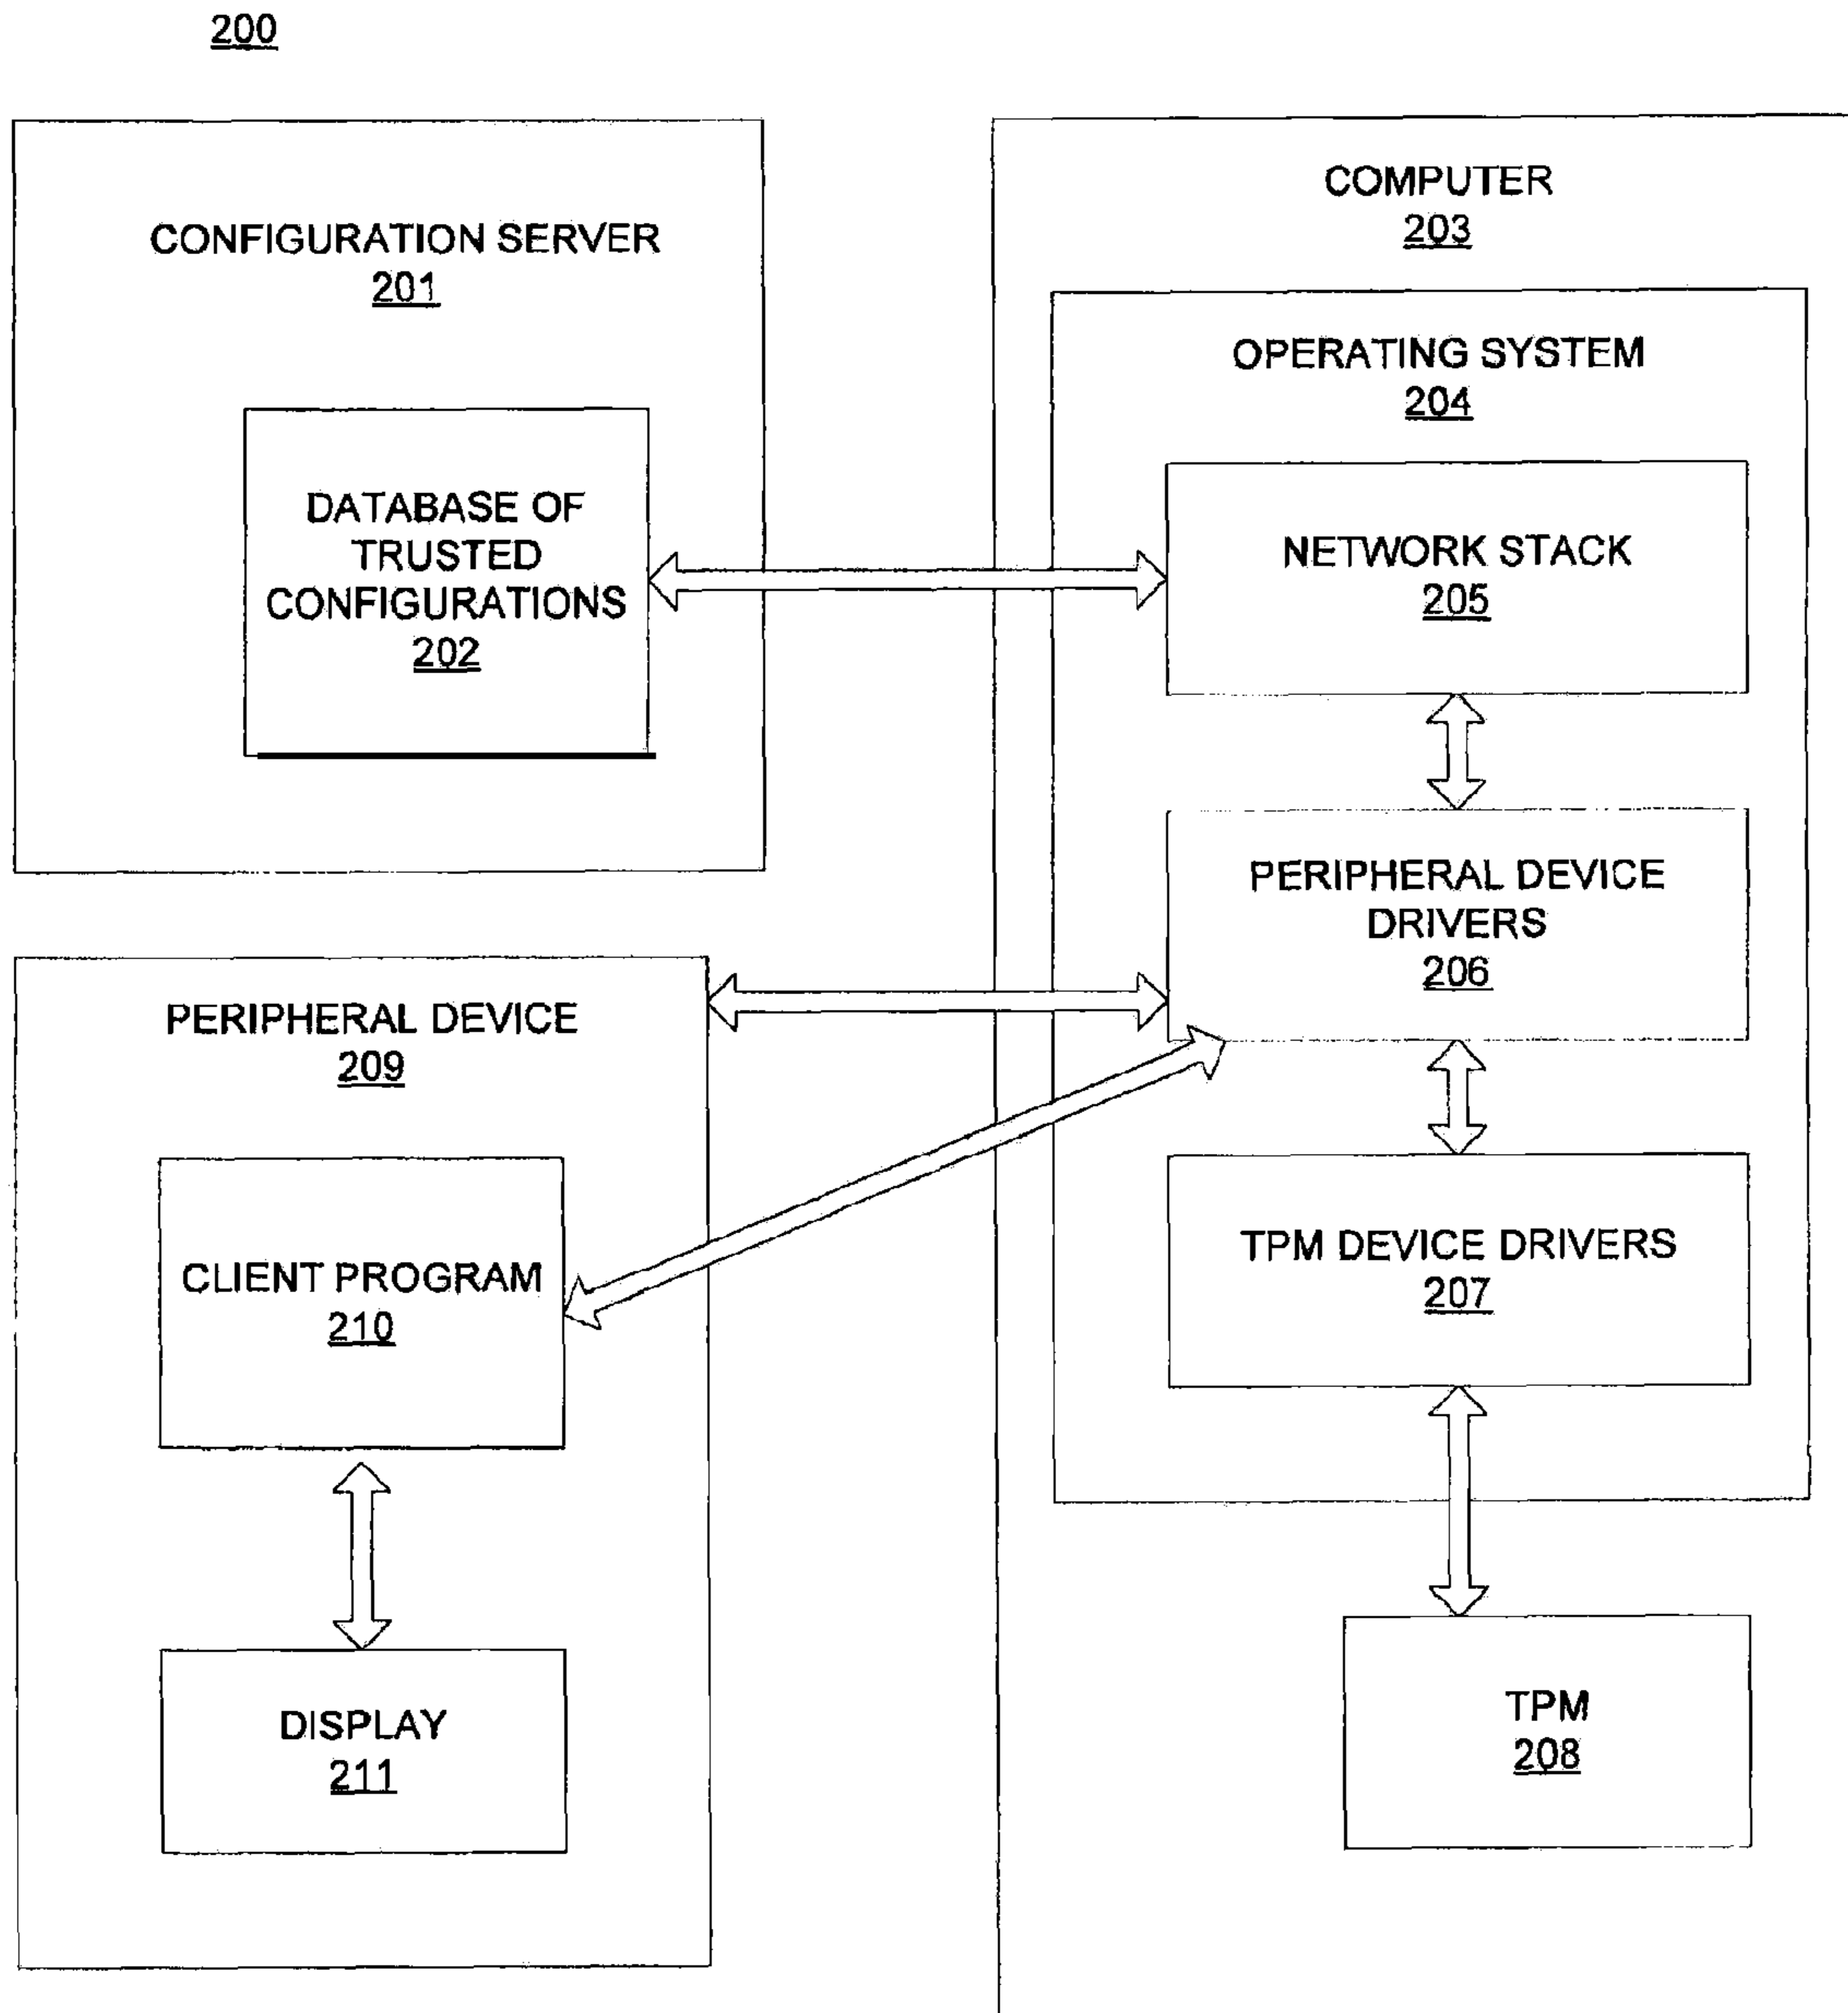 200
CONFIGURATION SERVER
201
DATABASE OF
TRUSTED
CONFIGURATIONS
202
COMPUTER
203
OPERATING SYSTEM
204
NETWORK STACK
205
PERIPHERAL DEVICE
DRIVERS
206
TPM DEVICE DRIVERS
207
TPM
208
PERIPHERAL DEVICE
209
CLIENT PROGRAM
210
DISPLAY
211